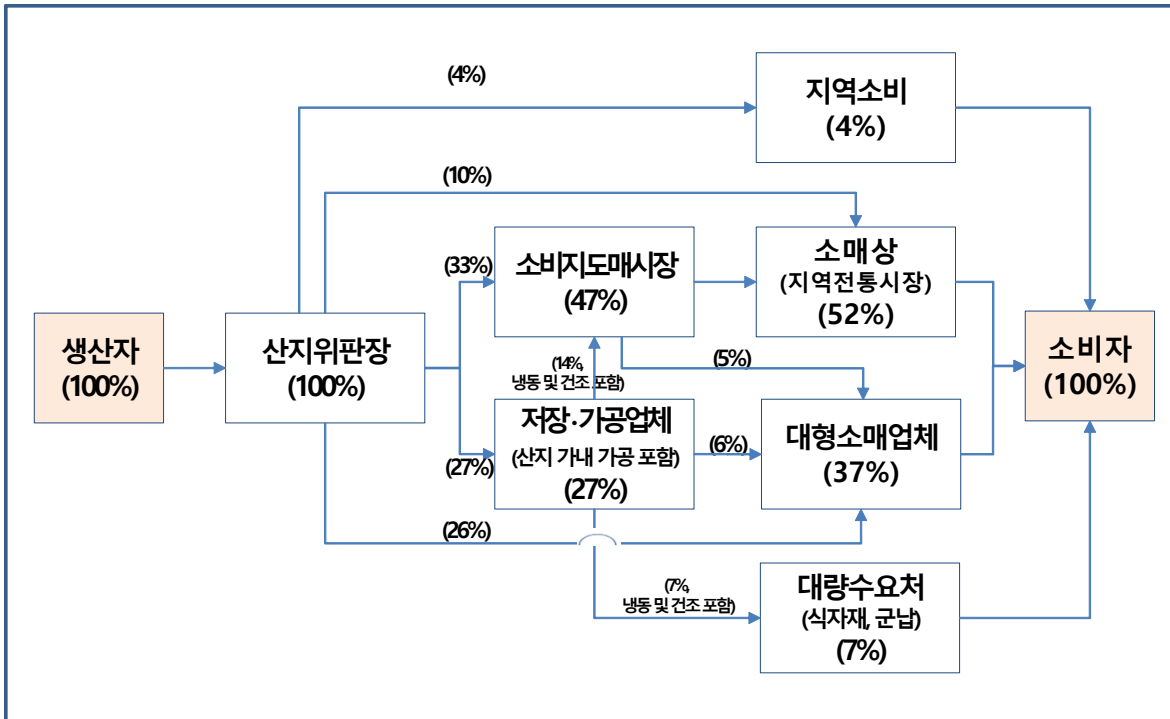 (4%)
지역소비
(4%)
(10%)
(33%)
소비지도매시장
(47%)
소매상
(지역전통시장)
(52%)
생산자
(100%)
산지위판장
(100%)
소비자
(100%)
(14%,
냉동 및 건조 포함)
(5%)
(27%)
저장·가공업체
(산지 가내 가공 포함)
(27%)
(6%)
대형소매업체
(37%)
(26%)
(7%,
냉동 및 건조 포함)
대량수요처
(식자재, 군납)
(7%)